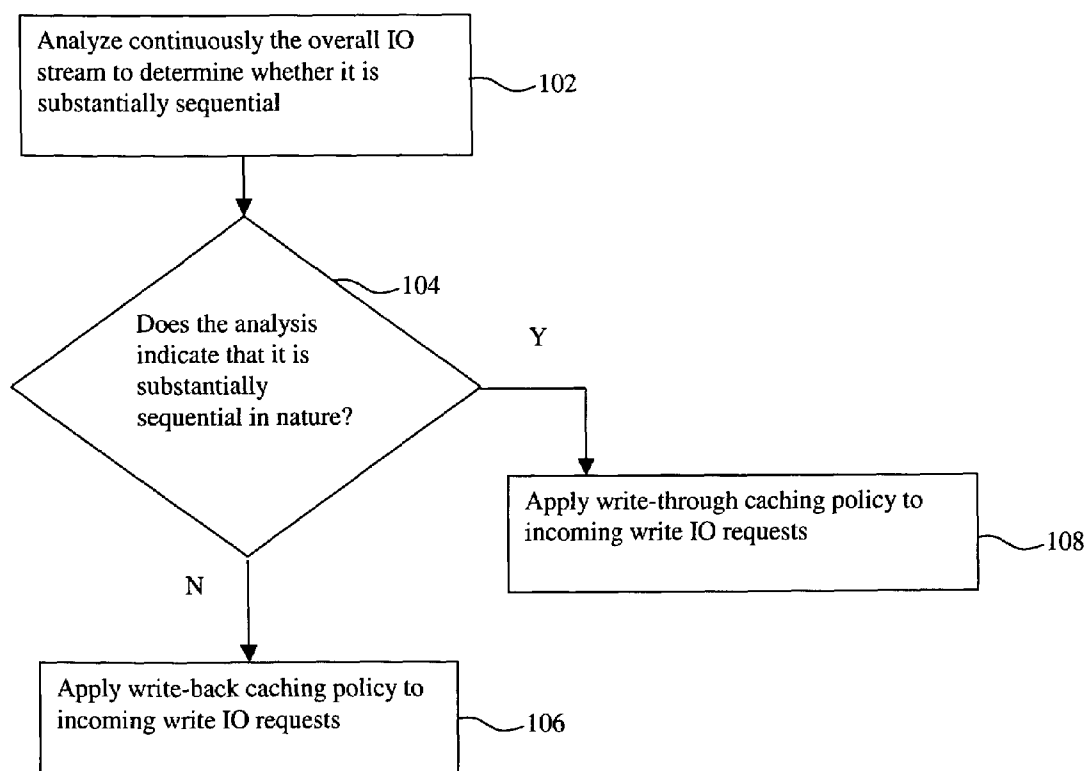 Analyze continuously the overall IO
stream to determine whether it is
substantially sequential
102
104
Does the analysis
indicate that it is
substantially
sequential in nature?
Y
Apply write-through caching policy to
incoming write IO requests
108
N
Apply write-back caching policy to
incoming write IO requests
106